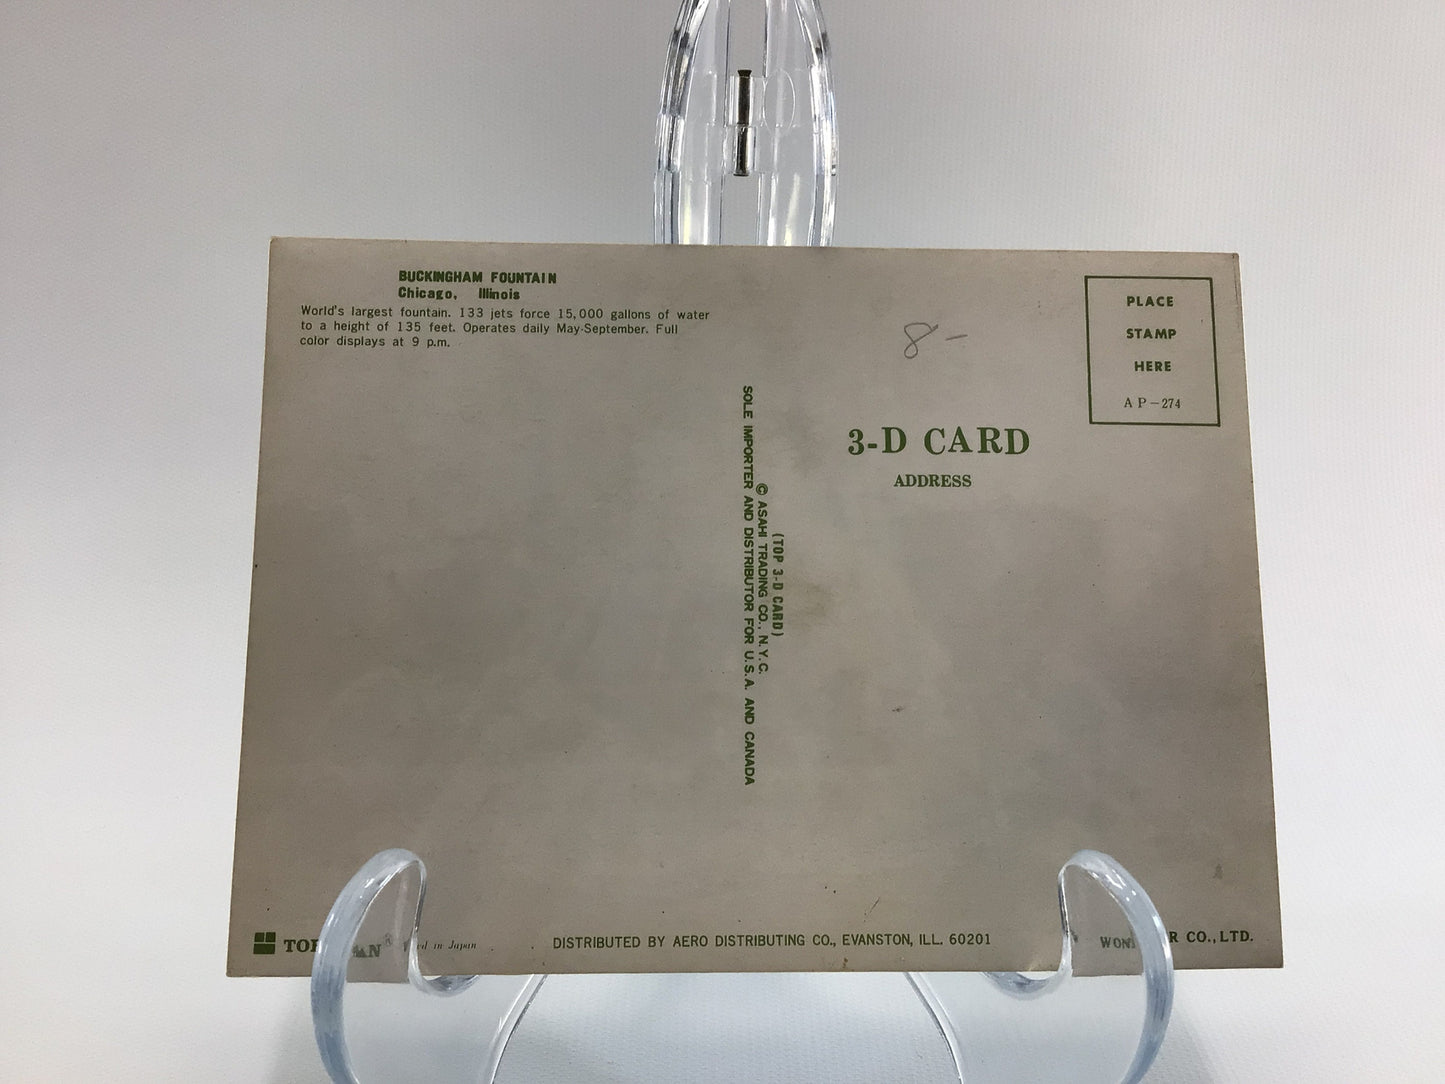 BUCKINGHAM FOUNTAIN
Chicago, Illinois
World's largest fountain. 133 jets force 15,000 gallons of water
to a height of 135 feet. Operates daily May-September. Full
color displays at 9 p.m.
8-
PLACE
STAMP
HERE
AP-274
3-D CARD
ADDRESS
(TOP 3-D CARD)
© ASAHI TRADING CO., N.Y.C.
SOLE IMPORTER AND DISTRIBUTOR FOR U.S.A. AND CANADA
in Japan
DISTRIBUTED BY AERO DISTRIBUTING CO., EVANSTON, ILL. 60201
CO., LTD.